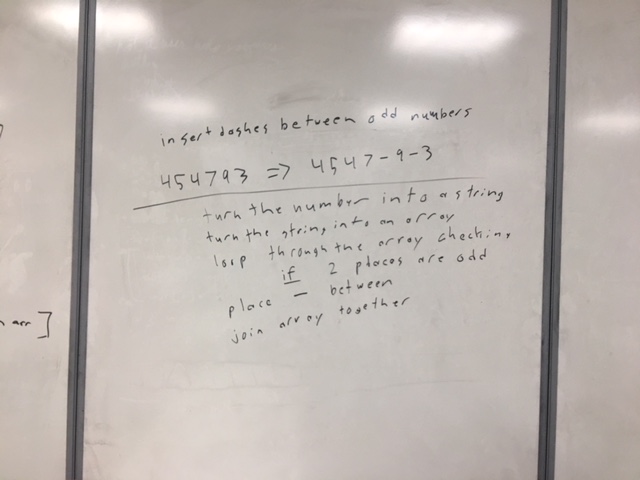 insert dashes between odd numbers
454793 => 4547-9-3
turn the number into a string
turn the string into an array
loop through the array checking
if 2 places are odd
place — between
join array together
arr ]